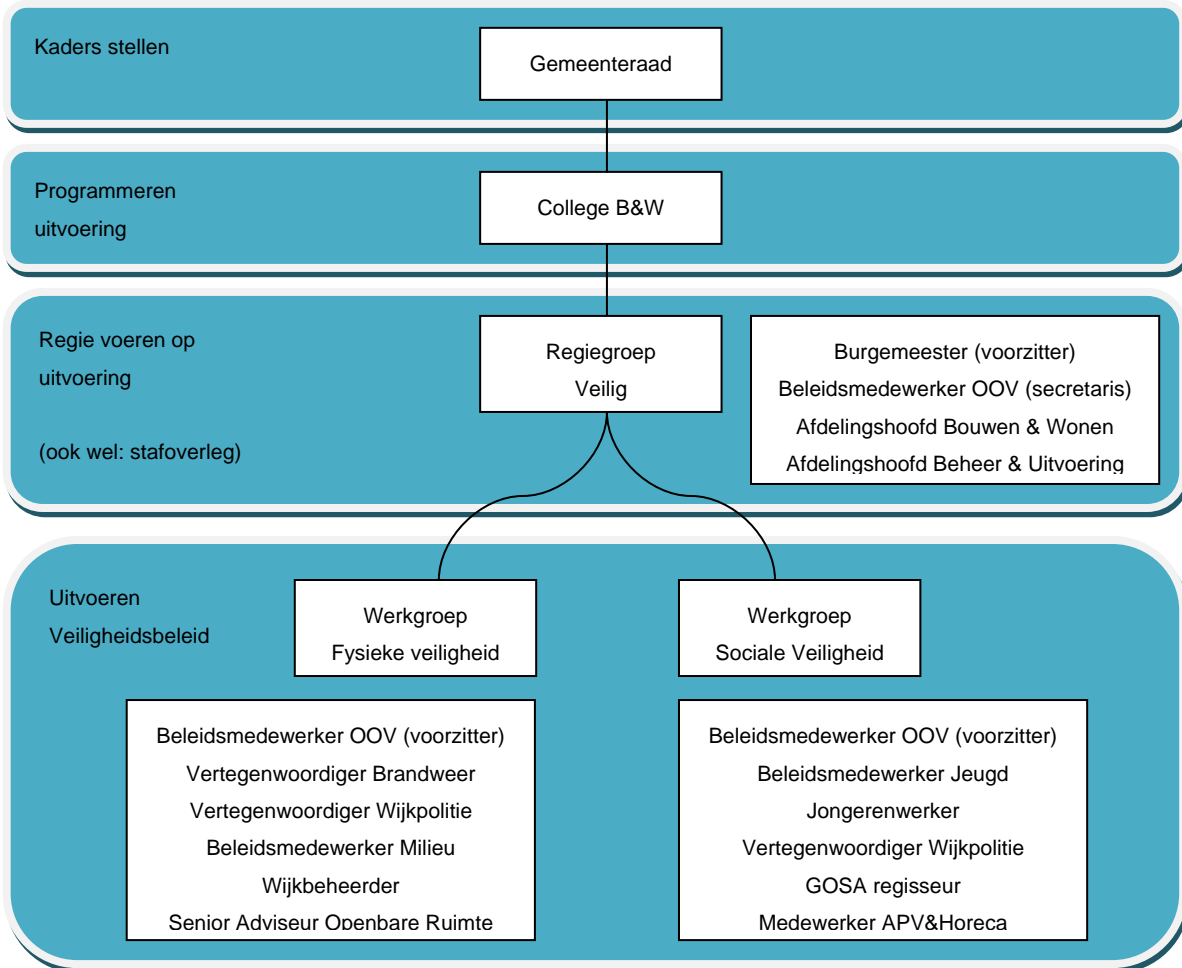 Kaders stellen
Gemeenteraad
Programmeren
uitvoering
College B&W
Regie voeren op
uitvoering
(ook wel: stafoverleg)
Regiegroep
Veilig
Burgemeester (voorzitter)
Beleidsmedewerker OOV (secretaris)
Afdelingshoofd Bouwen & Wonen
Afdelingshoofd Beheer & Uitvoering
Uitvoeren
Veiligheidsbeleid
Werkgroep
Fysieke veiligheid
Werkgroep
Sociale Veiligheid
Beleidsmedewerker OOV (voorzitter)
Vertegenwoordiger Brandweer
Vertegenwoordiger Wijkpolitie
Beleidsmedewerker Milieu
Wijkbeheerder
Senior Adviseur Openbare Ruimte
Beleidsmedewerker OOV (voorzitter)
Beleidsmedewerker Jeugd
Jongerenwerker
Vertegenwoordiger Wijkpolitie
GOSA regisseur
Medewerker APV&Horeca